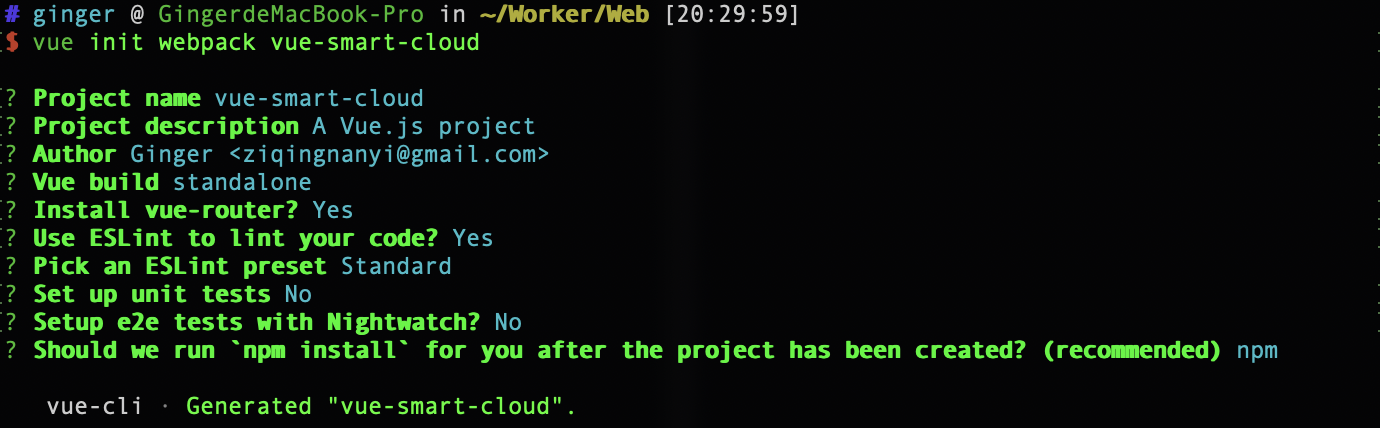 # ginger @ GingerdeMacBook-Pro in ~/Worker/Web [20:29:59]
$ vue init webpack vue-smart-cloud
? Project name vue-smart-cloud
? Project description A Vue.js project
? Author Ginger <ziqingnanyi@gmail.com>
? Vue build standalone
? Install vue-router? Yes
? Use ESLint to lint your code? Yes
? Pick an ESLint preset Standard
? Set up unit tests No
? Setup e2e tests with Nightwatch? No
? Should we run `npm install` for you after the project has been created? (recommended) npm
vue-cli · Generated "vue-smart-cloud".